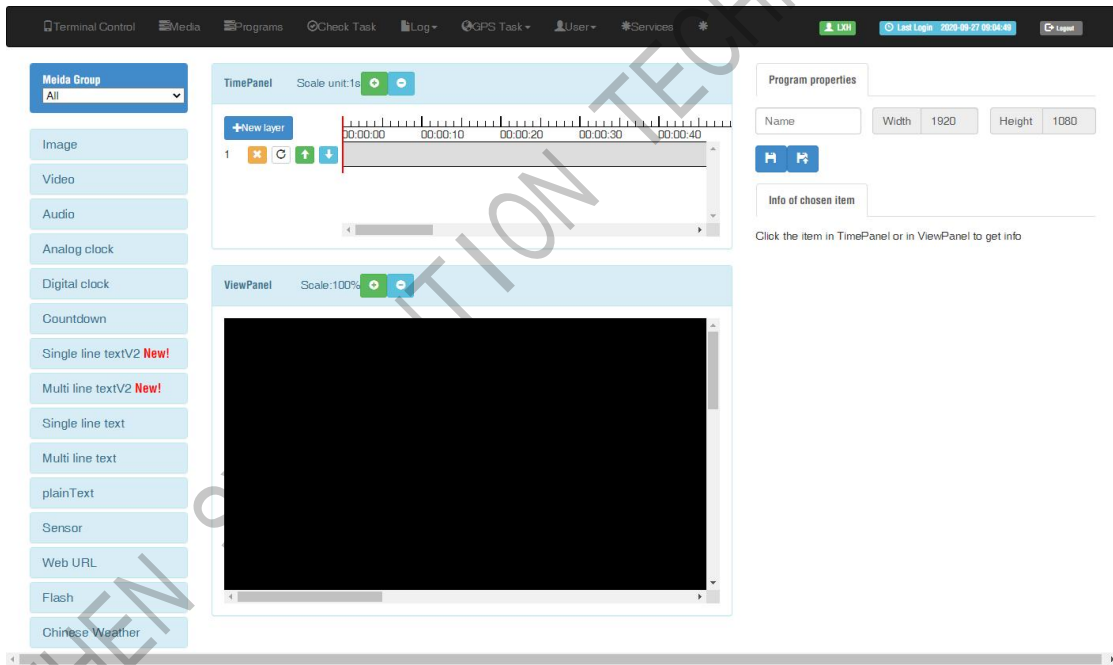 Terminal Control Media Programs Check Task Log GPS Task User Services LXH Last Login 2020-09-27 09:04:49 Logout
Meida Group
All
Image
Video
Audio
Analog clock
Digital clock
Countdown
Single line textV2 New!
Multi line textV2 New!
Single line text
Multi line text
plainText
Sensor
Web URL
Flash
Chinese Weather
TimePanel Scale unit:1s
New layer
00:00:00 00:00:10 00:00:20 00:00:30 00:00:40
1
ViewPanel Scale:100%
Program properties
Name Width 1920 Height 1080
Info of chosen item
Click the item in TimePanel or in ViewPanel to get info